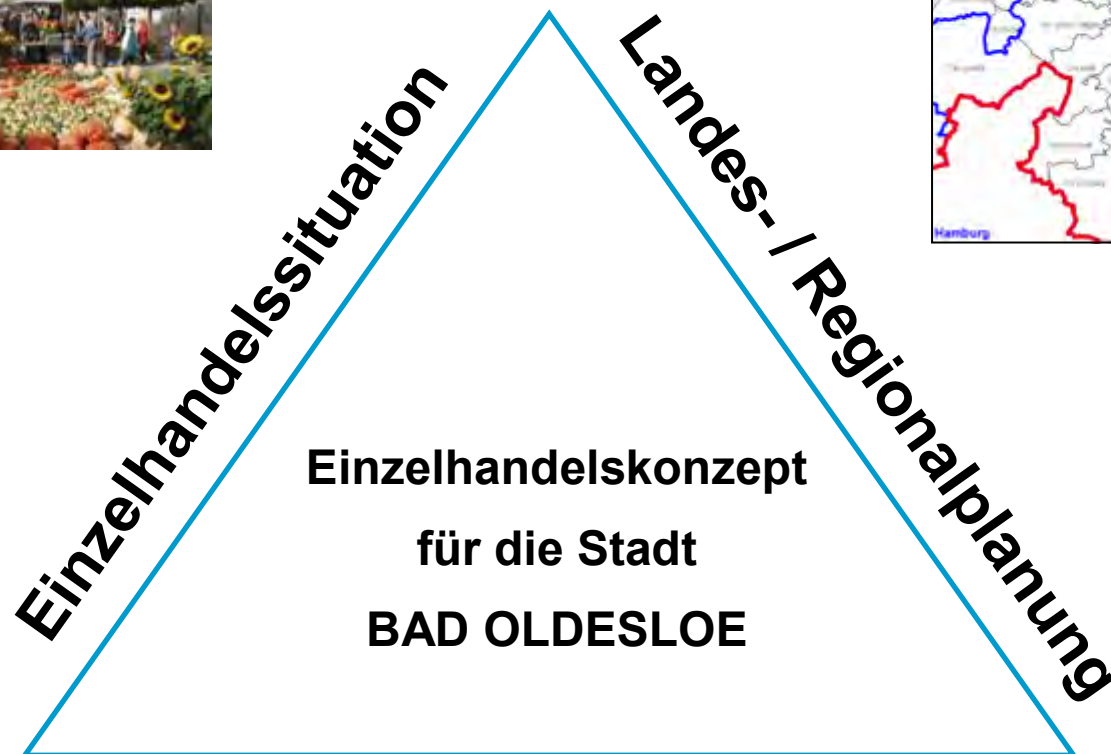 Einzelhandelssituation
Landes- / Regionalplanung
Hamburg
Einzelhandelskonzept
für die Stadt
BAD OLDESLOE